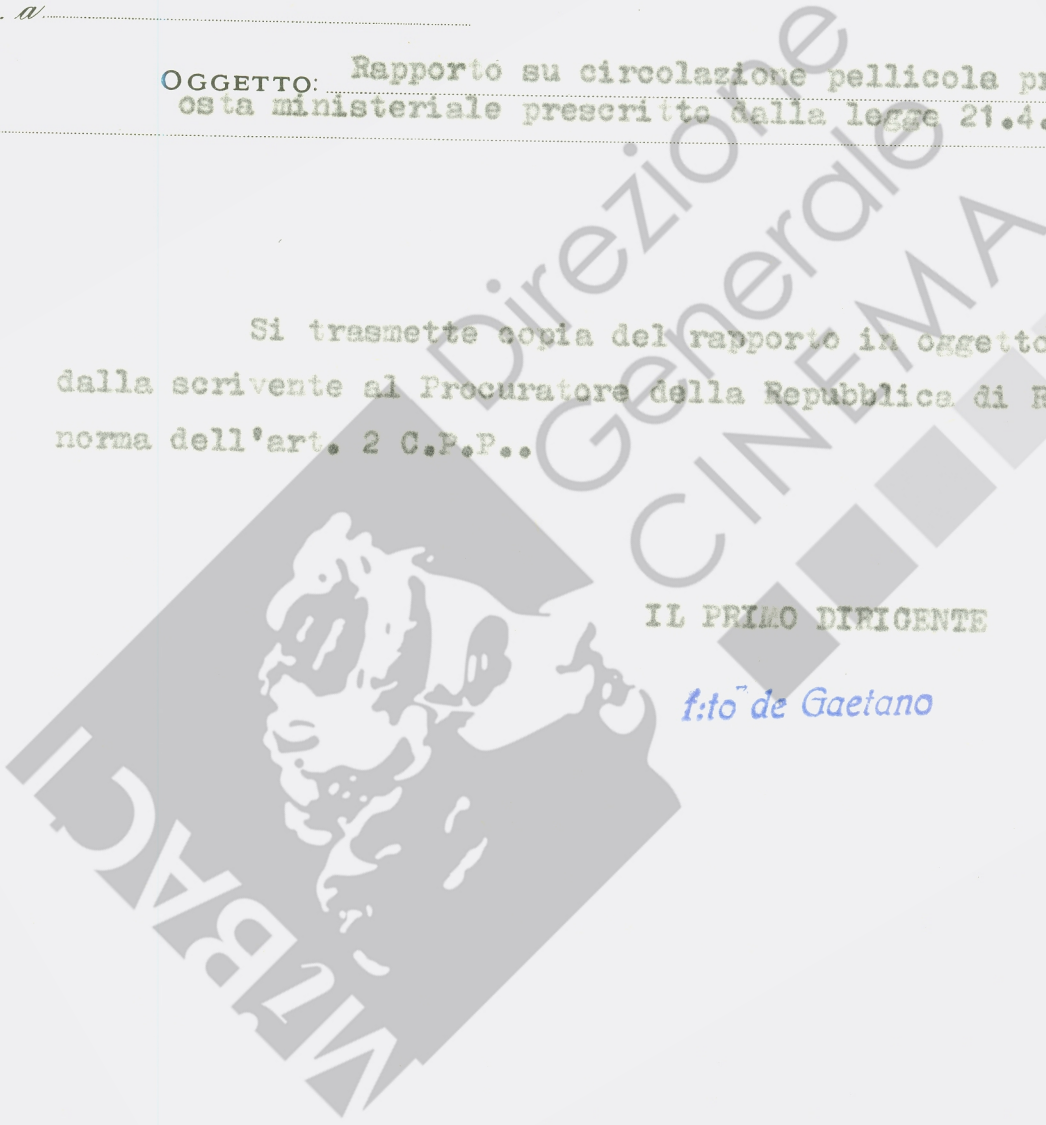 . a
OGGETTO: Rapporto su circolazione pellicola
osta ministeriale prescritto dalla legge 21.4.
Si trasmette copia del rapporto in oggetto
dalla scrivente al Procuratore della Repubblica di
norma dell'art. 2 C.P.P..
IL PRIMO DIRIGENTE
f:to de Gaetano
Direzione
Generale
CINEMA
MiBACI